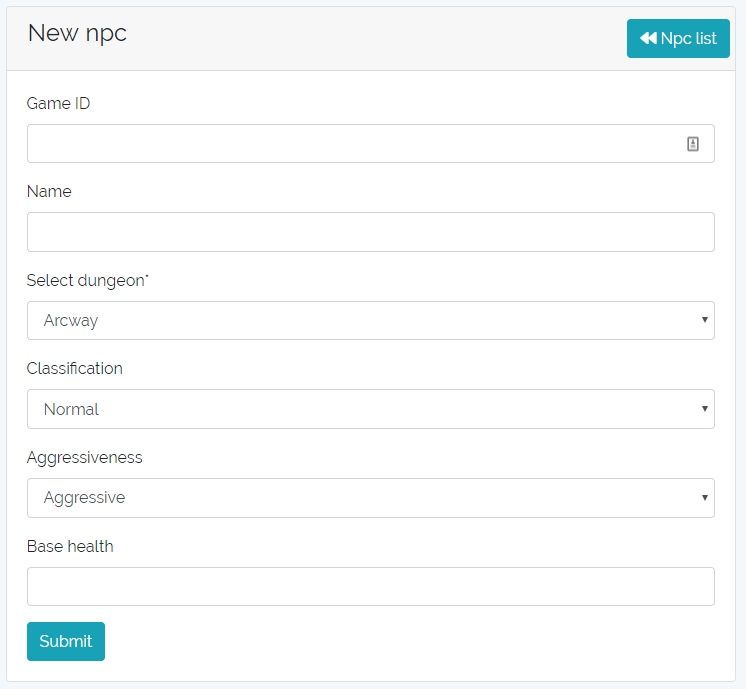 New npc
Npc list
Game ID
Name
Select dungeon*
Arcway
Classification
Normal
Aggressiveness
Aggressive
Base health
Submit